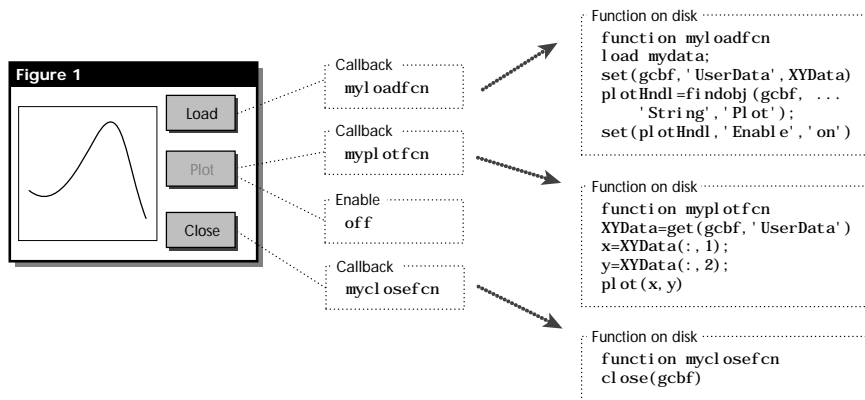 Figure 1
Load
Plot
Close
Callback
myloadfcn
Callback
myplotfcn
Enable
off
Callback
myclosefcn
Function on disk
function myloadfcn
load mydata;
set(gcbf,'UserData',XYData)
plotHndl=findobj(gcbf, ...
'String','Plot');
set(plotHndl,'Enable','on')
Function on disk
function myplotfcn
XYData=get(gcbf,'UserData')
x=XYData(:,1);
y=XYData(:,2);
plot(x,y)
Function on disk
function myclosefcn
close(gcbf)